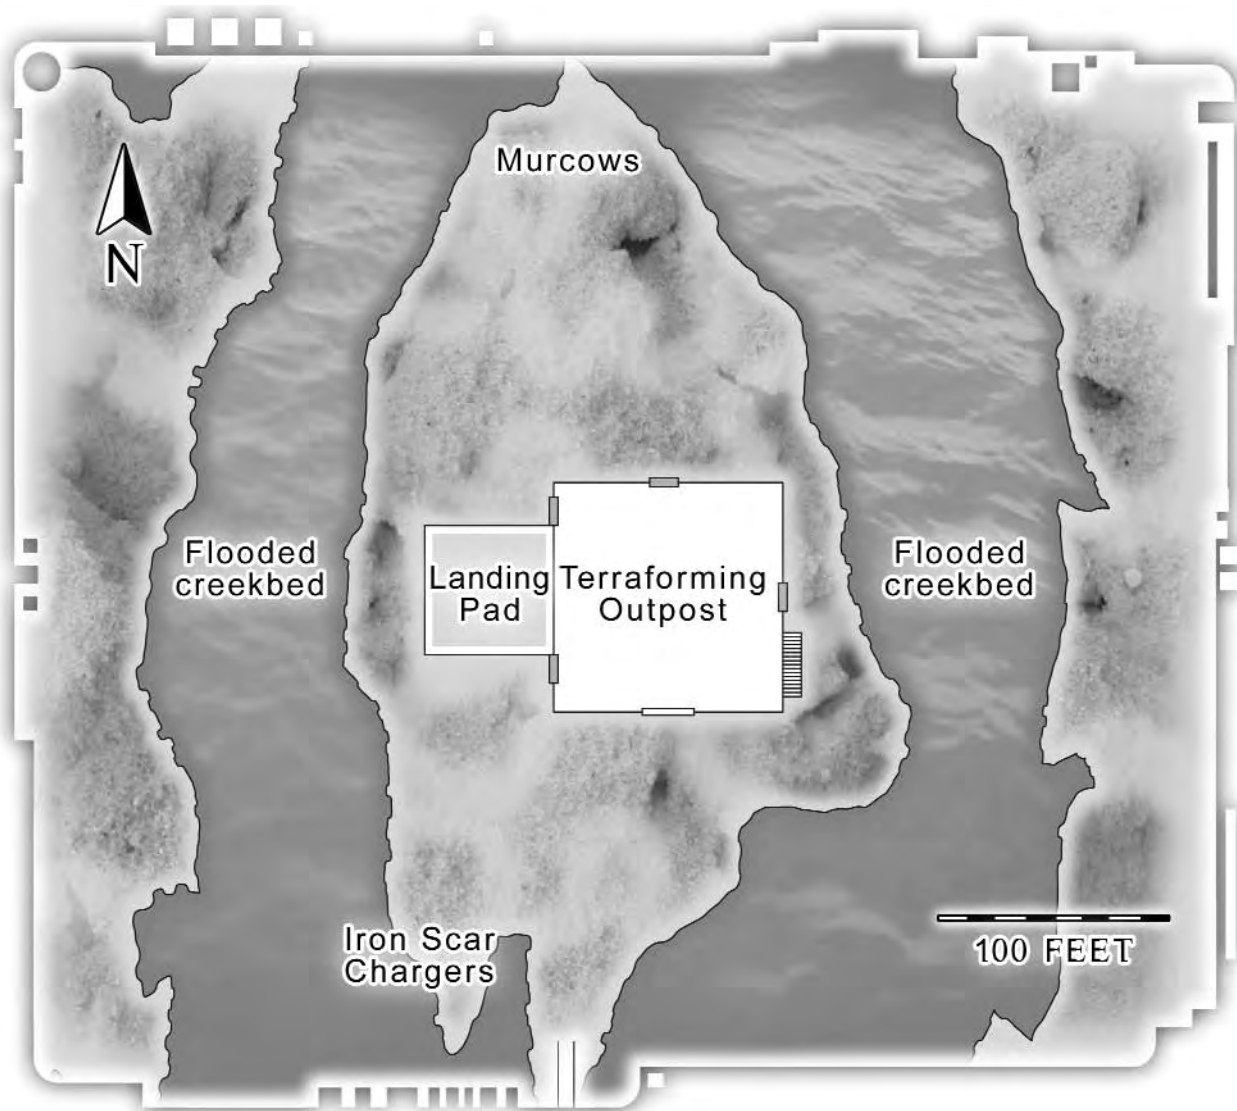 Murcows
N
Flooded
creekbed
Landing
Pad
Terraforming
Outpost
Flooded
creekbed
Iron Scar
Chargers
100 FEET